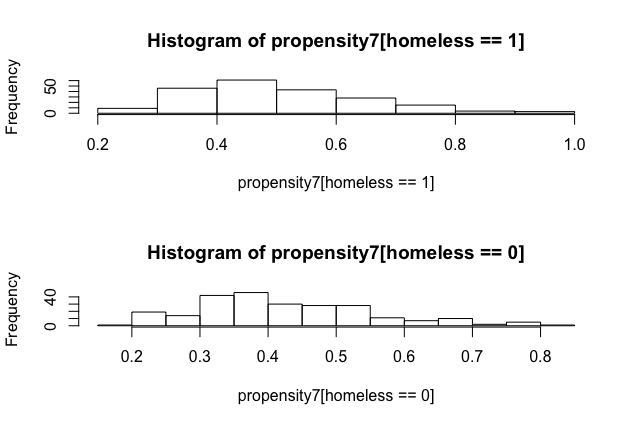 Histogram of propensity7[homeless == 1]
Frequency
50
0
0.2 0.4 0.6 0.8 1.0
propensity7[homeless == 1]
Histogram of propensity7[homeless == 0]
Frequency
40
0
0.2 0.3 0.4 0.5 0.6 0.7 0.8
propensity7[homeless == 0]